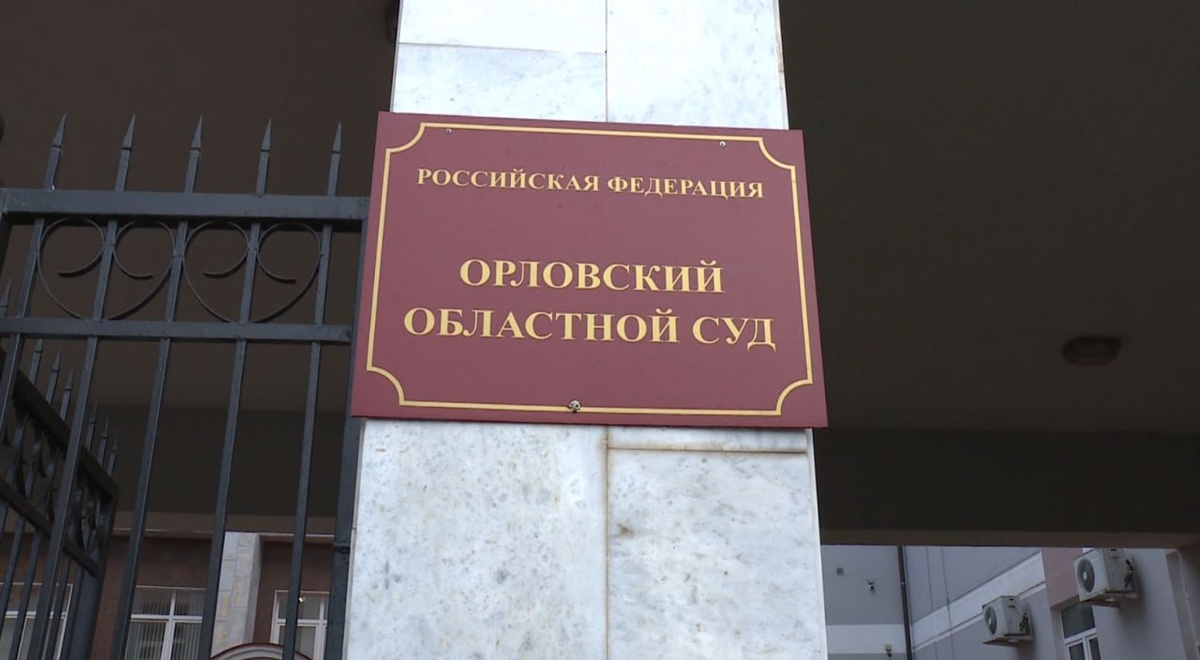 РОССИЙСКАЯ ФЕДЕРАЦИЯ
ОРЛОВСКИЙ
ОБЛАСТНОЙ СУД